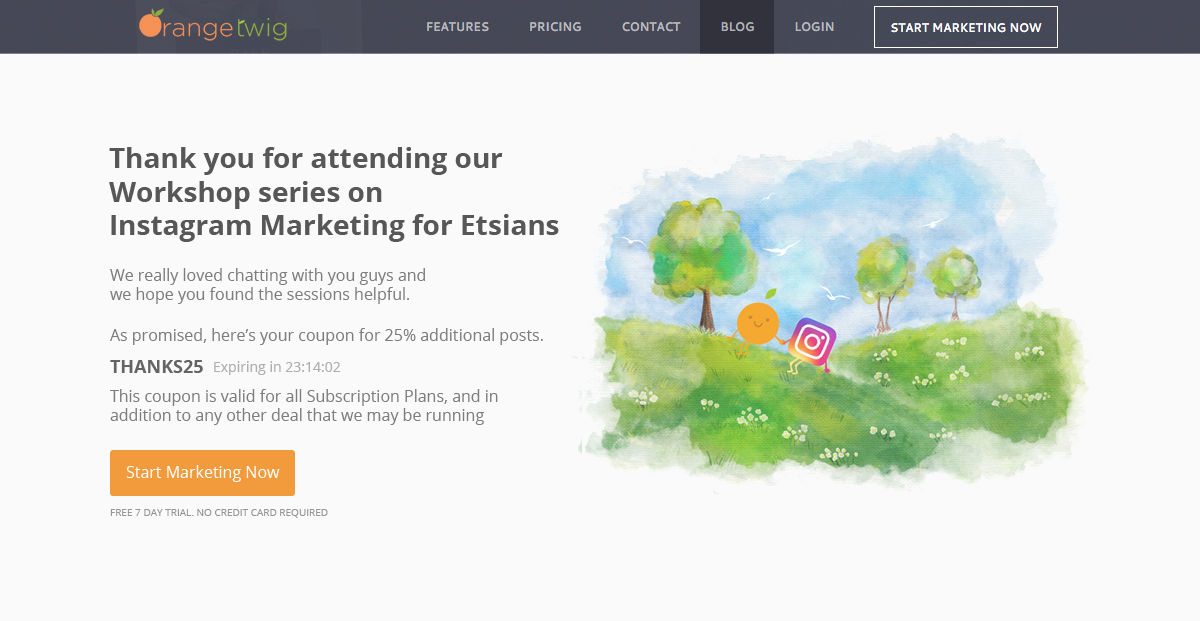 Orangetwig
FEATURES
PRICING
CONTACT
BLOG
LOGIN
START MARKETING NOW
Thank you for attending our
Workshop series on
Instagram Marketing for Etsians
We really loved chatting with you guys and
we hope you found the sessions helpful.
As promised, here’s your coupon for 25% additional posts.
THANKS25 Expiring in 23:14:02
This coupon is valid for all Subscription Plans, and in
addition to any other deal that we may be running
Start Marketing Now
FREE 7 DAY TRIAL. NO CREDIT CARD REQUIRED